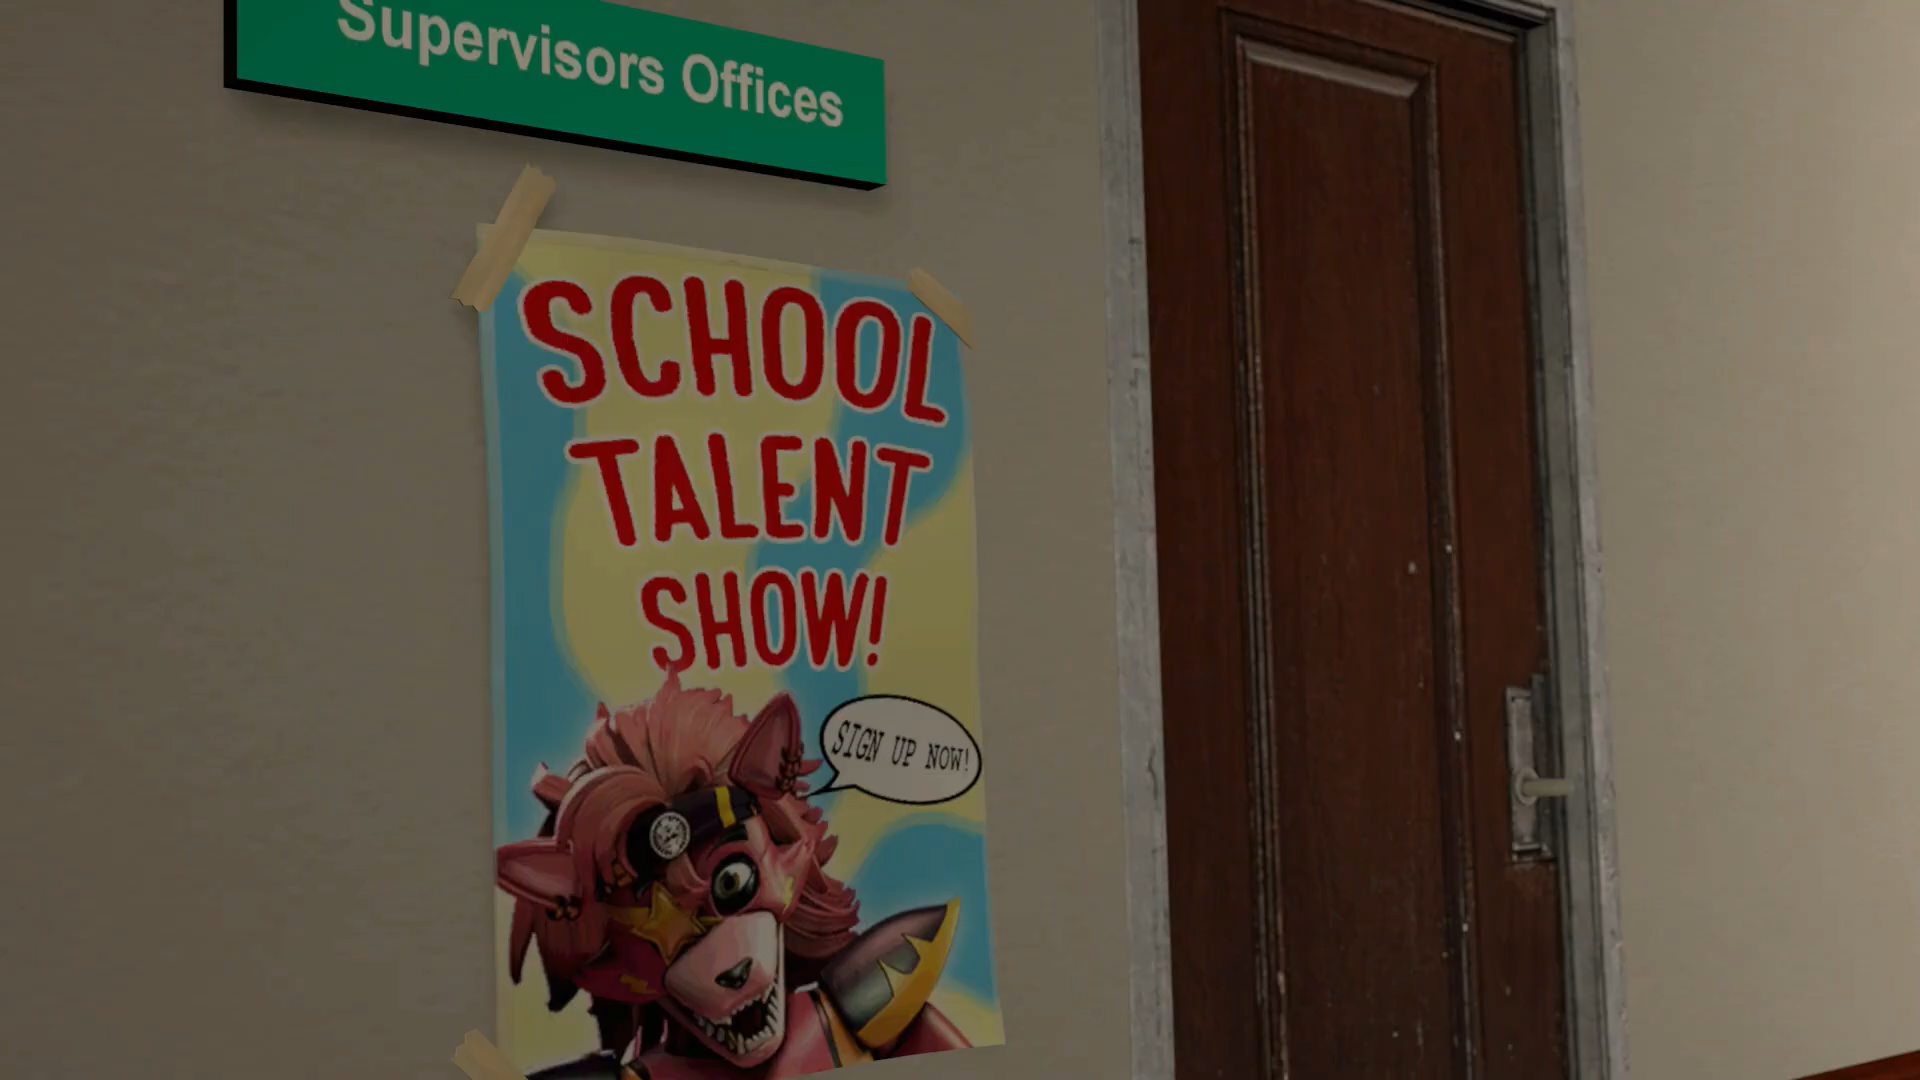 Supervisors Offices
SCHOOL
TALENT
SHOW!
SIGN UP NOW!